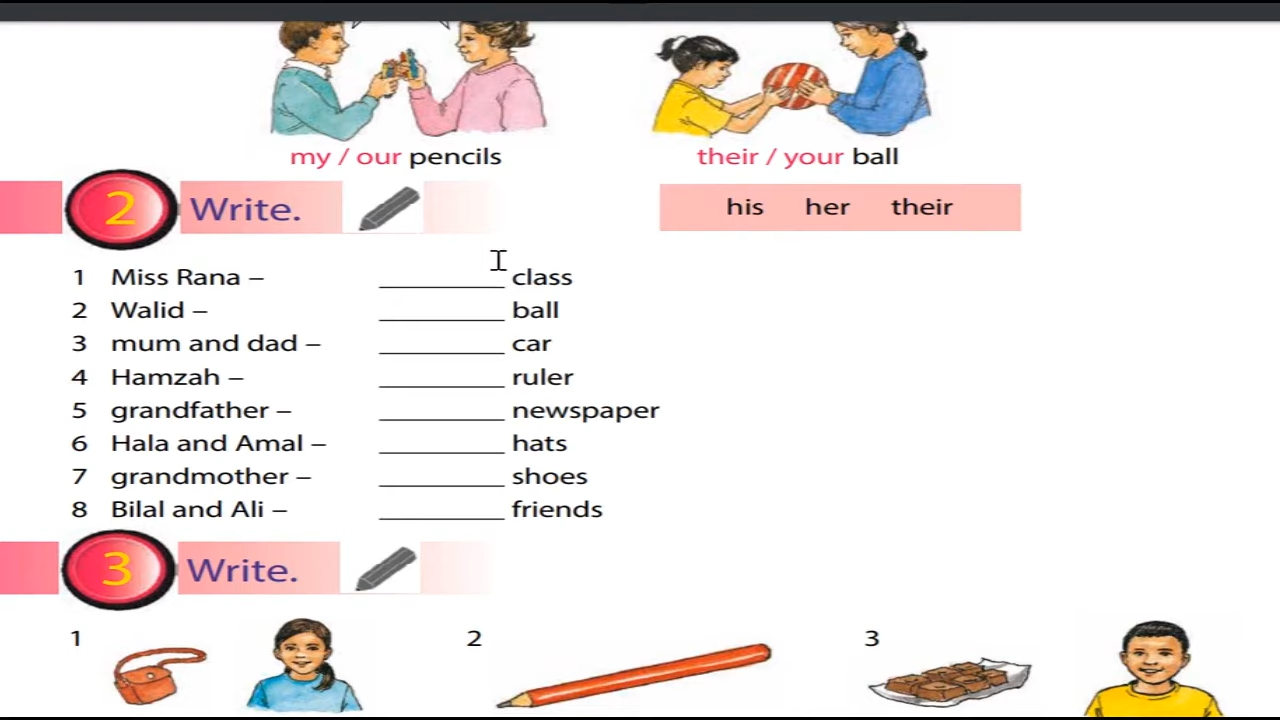 my / our pencils
their / your ball
2 Write.
his her their
1 Miss Rana – __________ class
2 Walid – __________ ball
3 mum and dad – __________ car
4 Hamzah – __________ ruler
5 grandfather – __________ newspaper
6 Hala and Amal – __________ hats
7 grandmother – __________ shoes
8 Bilal and Ali – __________ friends
3 Write.
1 2 3